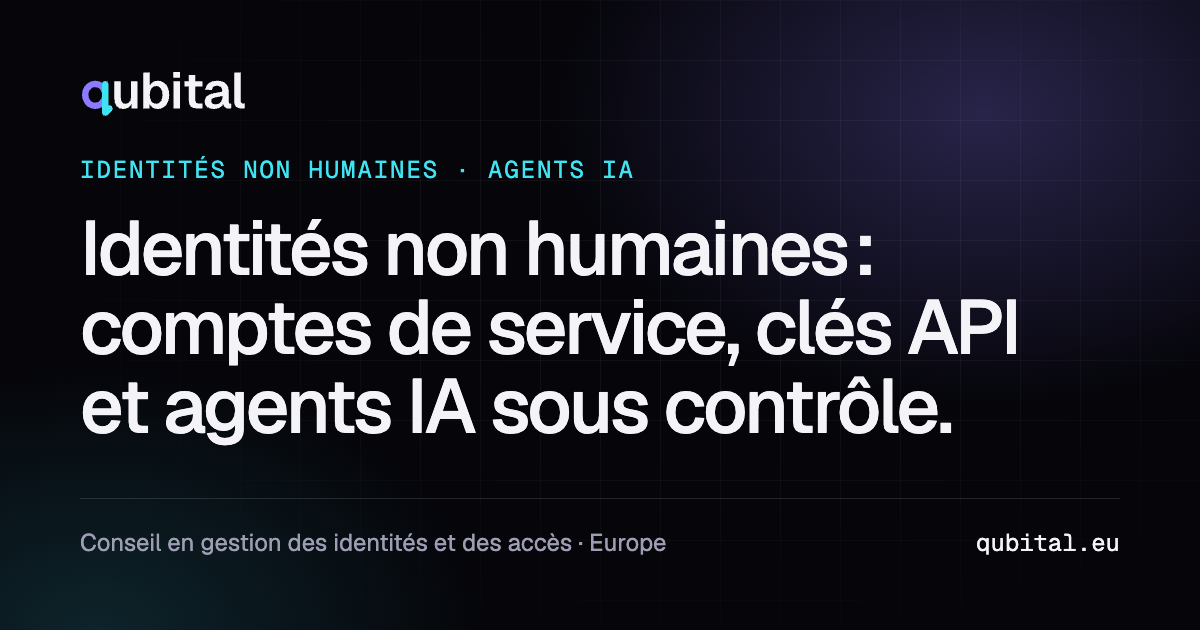 qubital
IDENTITÉS NON HUMAINES · AGENTS IA
Identités non humaines :
comptes de service, clés API
et agents IA sous contrôle.
Conseil en gestion des identités et des accès · Europe
qubital.eu